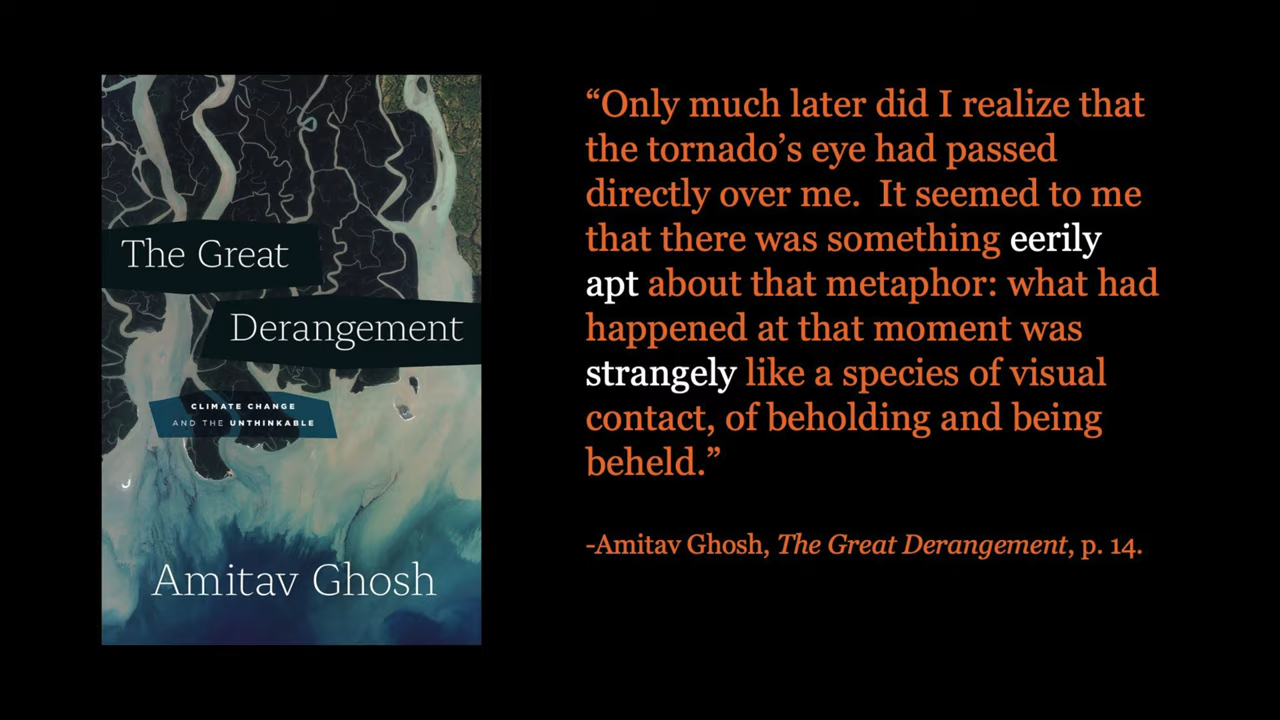 The Great
Derangement
CLIMATE CHANGE
AND THE UNTHINKABLE
Amitav Ghosh
“Only much later did I realize that
the tornado’s eye had passed
directly over me.  It seemed to me
that there was something eerily
apt about that metaphor: what had
happened at that moment was
strangely like a species of visual
contact, of beholding and being
beheld.”
-Amitav Ghosh, The Great Derangement, p. 14.